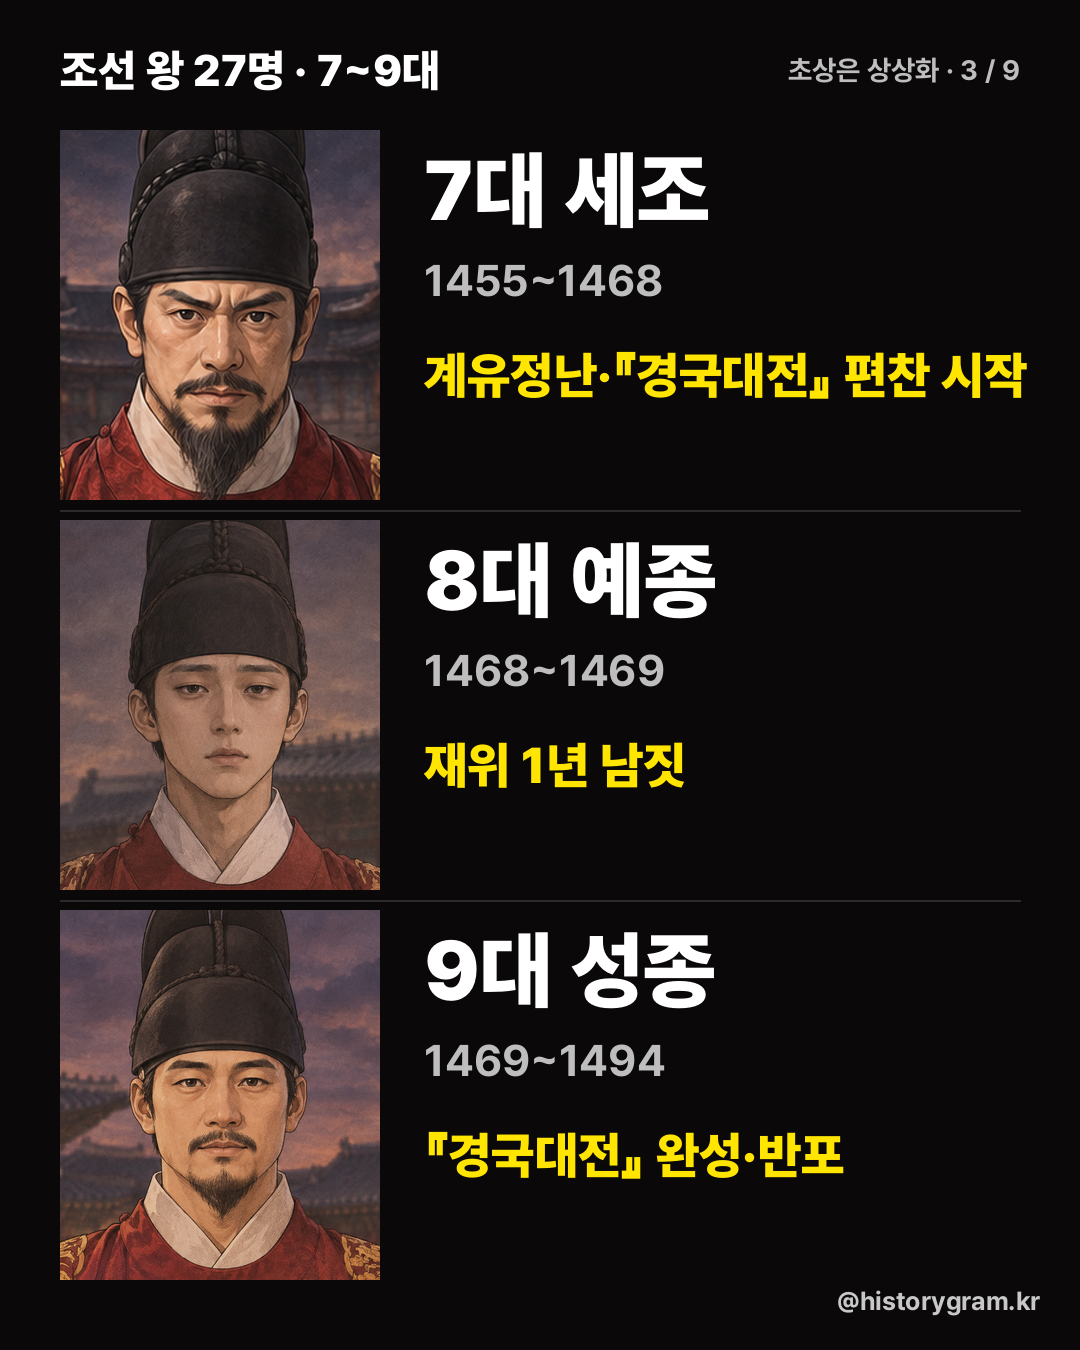 조선 왕 27명 · 7~9대
초상은 상상화 · 3 / 9
7대 세조
1455~1468
계유정난·『경국대전』 편찬 시작
8대 예종
1468~1469
재위 1년 남짓
9대 성종
1469~1494
『경국대전』 완성·반포
@historygram.kr